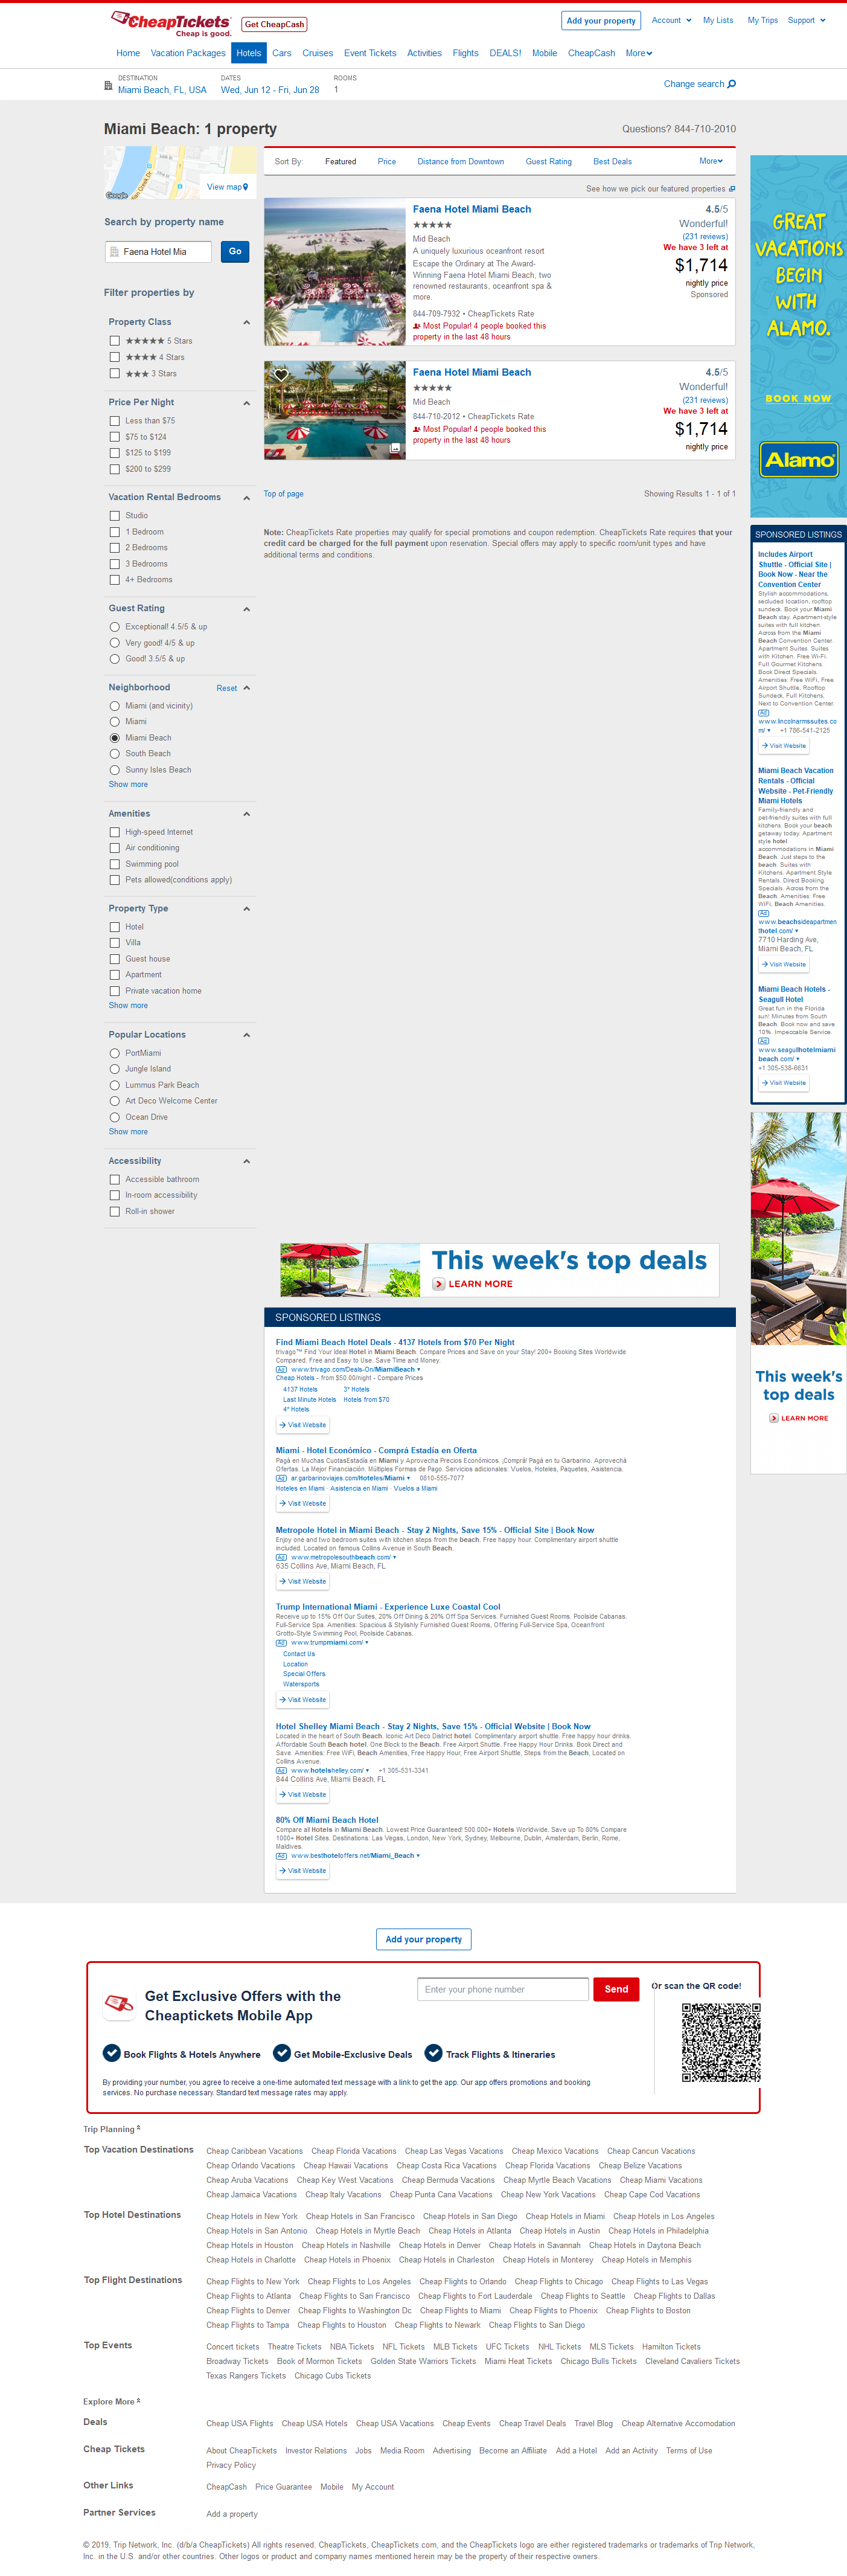 CheapTickets
Cheap is good.
Get CheapCash
Add your property
Account
My Lists
My Trips
Support
Home
Vacation Packages
Hotels
Cars
Cruises
Event Tickets
Activities
Flights
DEALS!
Mobile
CheapCash
More
DESTINATION
Miami Beach, FL, USA
DATES
Wed, Jun 12 - Fri, Jun 28
ROOMS
1
Change search
Miami Beach: 1 property
Questions? 844-710-2010
Google
View map
Search by property name
Faena Hotel Mia
Go
Filter properties by
Property Class
5 Stars
4 Stars
3 Stars
Price Per Night
Less than $75
$75 to $124
$125 to $199
$200 to $299
Vacation Rental Bedrooms
Studio
1 Bedroom
2 Bedrooms
3 Bedrooms
4+ Bedrooms
Guest Rating
Exceptional! 4.5/5 & up
Very good! 4/5 & up
Good! 3.5/5 & up
Neighborhood
Reset
Miami (and vicinity)
Miami
Miami Beach
South Beach
Sunny Isles Beach
Show more
Amenities
High-speed Internet
Air conditioning
Swimming pool
Pets allowed(conditions apply)
Property Type
Hotel
Villa
Guest house
Apartment
Private vacation home
Show more
Popular Locations
PortMiami
Jungle Island
Lummus Park Beach
Art Deco Welcome Center
Ocean Drive
Show more
Accessibility
Accessible bathroom
In-room accessibility
Roll-in shower
Sort By:
Featured
Price
Distance from Downtown
Guest Rating
Best Deals
More
See how we pick our featured properties
Faena Hotel Miami Beach
Mid Beach
A uniquely luxurious oceanfront resort
Escape the Ordinary at The Award-
Winning Faena Hotel Miami Beach, two
renowned restaurants, oceanfront spa &
more.
844-709-7932 • CheapTickets Rate
Most Popular! 4 people booked this
property in the last 48 hours
4.5/5
Wonderful!
(231 reviews)
We have 3 left at
$1,714
nightly price
Sponsored
Faena Hotel Miami Beach
Mid Beach
844-710-2012 • CheapTickets Rate
Most Popular! 4 people booked this
property in the last 48 hours
4.5/5
Wonderful!
(231 reviews)
We have 3 left at
$1,714
nightly price
Top of page
Showing Results 1 - 1 of 1
Note: CheapTickets Rate properties may qualify for special promotions and coupon redemption. CheapTickets Rate requires that your
credit card be charged for the full payment upon reservation. Special offers may apply to specific room/unit types and have
additional terms and conditions.
GREAT
VACATIONS
BEGIN
WITH
ALAMO.
BOOK NOW
Alamo
SPONSORED LISTINGS
Includes Airport
Shuttle - Official Site |
Book Now - Near the
Convention Center
Stylish accommodations,
secluded location, rooftop
sundeck. Book your Miami
Beach stay. Apartment-style
suites with full kitchen.
Across from the Miami
Beach Convention Center.
Apartment Suites. Suites
with Kitchen. Free Wi-Fi.
Full Gourmet Kitchens.
Book Direct Specials.
Amenities: Free WiFi, Free
Airport Shuttle, Rooftop
Sundeck, Full Kitchens,
Next to Convention Center.
Ad
www.lincolnarmssuites.co
m/ +1 786-541-2125
Visit Website
Miami Beach Vacation
Rentals - Official
Website - Pet-Friendly
Miami Hotels
Family-friendly and
pet-friendly suites with full
kitchens. Book your beach
getaway today. Apartment
style hotel
accommodations in Miami
Beach. Just steps to the
beach. Suites with
Kitchens. Apartment Style
Rentals. Direct Booking
Specials. Across from the
Beach. Amenities: Free
WiFi, Beach Amenities.
Ad
www.beachsideapartmen
thotel.com/
7710 Harding Ave,
Miami Beach, FL
Visit Website
Miami Beach Hotels -
Seagull Hotel
Great fun in the Florida
sun! Minutes from South
Beach. Book now and save
10%. Impeccable Service.
Ad
www.seagullhotelmiami
beach.com/
+1 305-538-6631
Visit Website
This week's
top deals
LEARN MORE
This week's top deals
LEARN MORE
SPONSORED LISTINGS
Find Miami Beach Hotel Deals - 4137 Hotels from $70 Per Night
trivago™ Find Your Ideal Hotel in Miami Beach. Compare Prices and Save on your Stay! 200+ Booking Sites Worldwide
Compared. Free and Easy to Use. Save Time and Money.
Ad www.trivago.com/Deals-On/MiamiBeach
Cheap Hotels - from $50.00/night - Compare Prices
4137 Hotels 3* Hotels
Last Minute Hotels Hotels from $70
4* Hotels
Visit Website
Miami - Hotel Económico - Comprá Estadía en Oferta
Pagá en Muchas CuotasEstadía en Miami y Aprovecha Precios Económicos. ¡Comprá! Pagá en tu Garbarino. Aprovechá
Ofertas. La Mejor Financiación. Múltiples Formas de Pago. Servicios adicionales: Vuelos, Hoteles, Paquetes, Asistencia.
Ad ar.garbarinoviajes.com/Hoteles/Miami 0810-555-7077
Hoteles en Miami · Asistencia en Miami · Vuelos a Miami
Visit Website
Metropole Hotel in Miami Beach - Stay 2 Nights, Save 15% - Official Site | Book Now
Enjoy one and two bedroom suites with kitchen steps from the beach. Free happy hour. Complimentary airport shuttle
included. Located on famous Collins Avenue in South Beach.
Ad www.metropolesouthbeach.com/
635 Collins Ave, Miami Beach, FL
Visit Website
Trump International Miami - Experience Luxe Coastal Cool
Receive up to 15% Off Our Suites, 20% Off Dining & 20% Off Spa Services. Furnished Guest Rooms. Poolside Cabanas.
Full-Service Spa. Amenities: Spacious & Stylishly Furnished Guest Rooms, Offering Full-Service Spa, Oceanfront
Grotto-Style Swimming Pool, Poolside Cabanas.
Ad www.trumpmiami.com/
Contact Us
Location
Special Offers
Watersports
Visit Website
Hotel Shelley Miami Beach - Stay 2 Nights, Save 15% - Official Website | Book Now
Located in the heart of South Beach. Iconic Art Deco District hotel. Complimentary airport shuttle. Free happy hour drinks.
Affordable South Beach hotel. One Block to the Beach. Free Airport Shuttle. Free Happy Hour Drinks. Book Direct and
Save. Amenities: Free WiFi, Beach Amenities, Free Happy Hour, Free Airport Shuttle, Steps from the Beach, Located on
Collins Avenue.
Ad www.hotelshelley.com/ +1 305-531-3341
844 Collins Ave, Miami Beach, FL
Visit Website
80% Off Miami Beach Hotel
Compare all Hotels in Miami Beach. Lowest Price Guaranteed! 500.000+ Hotels Worldwide. Save up To 80% Compare
1000+ Hotel Sites. Destinations: Las Vegas, London, New York, Sydney, Melbourne, Dublin, Amsterdam, Berlin, Rome,
Maldives.
Ad www.besthoteloffers.net/Miami_Beach
Visit Website
Add your property
Get Exclusive Offers with the
Cheaptickets Mobile App
Enter your phone number
Send
Or scan the QR code!
Book Flights & Hotels Anywhere
Get Mobile-Exclusive Deals
Track Flights & Itineraries
By providing your number, you agree to receive a one-time automated text message with a link to get the app. Our app offers promotions and booking
services. No purchase necessary. Standard text message rates may apply.
Trip Planning
Top Vacation Destinations
Cheap Caribbean Vacations Cheap Florida Vacations Cheap Las Vegas Vacations Cheap Mexico Vacations Cheap Cancun Vacations
Cheap Orlando Vacations Cheap Hawaii Vacations Cheap Costa Rica Vacations Cheap Florida Vacations Cheap Belize Vacations
Cheap Aruba Vacations Cheap Key West Vacations Cheap Bermuda Vacations Cheap Myrtle Beach Vacations Cheap Miami Vacations
Cheap Jamaica Vacations Cheap Italy Vacations Cheap Punta Cana Vacations Cheap New York Vacations Cheap Cape Cod Vacations
Top Hotel Destinations
Cheap Hotels in New York Cheap Hotels in San Francisco Cheap Hotels in San Diego Cheap Hotels in Miami Cheap Hotels in Los Angeles
Cheap Hotels in San Antonio Cheap Hotels in Myrtle Beach Cheap Hotels in Atlanta Cheap Hotels in Austin Cheap Hotels in Philadelphia
Cheap Hotels in Houston Cheap Hotels in Nashville Cheap Hotels in Denver Cheap Hotels in Savannah Cheap Hotels in Daytona Beach
Cheap Hotels in Charlotte Cheap Hotels in Phoenix Cheap Hotels in Charleston Cheap Hotels in Monterey Cheap Hotels in Memphis
Top Flight Destinations
Cheap Flights to New York Cheap Flights to Los Angeles Cheap Flights to Orlando Cheap Flights to Chicago Cheap Flights to Las Vegas
Cheap Flights to Atlanta Cheap Flights to San Francisco Cheap Flights to Fort Lauderdale Cheap Flights to Seattle Cheap Flights to Dallas
Cheap Flights to Denver Cheap Flights to Washington Dc Cheap Flights to Miami Cheap Flights to Phoenix Cheap Flights to Boston
Cheap Flights to Tampa Cheap Flights to Houston Cheap Flights to Newark Cheap Flights to San Diego
Top Events
Concert tickets Theatre Tickets NBA Tickets NFL Tickets MLB Tickets UFC Tickets NHL Tickets MLS Tickets Hamilton Tickets
Broadway Tickets Book of Mormon Tickets Golden State Warriors Tickets Miami Heat Tickets Chicago Bulls Tickets Cleveland Cavaliers Tickets
Texas Rangers Tickets Chicago Cubs Tickets
Explore More
Deals
Cheap USA Flights Cheap USA Hotels Cheap USA Vacations Cheap Events Cheap Travel Deals Travel Blog Cheap Alternative Accomodation
Cheap Tickets
About CheapTickets Investor Relations Jobs Media Room Advertising Become an Affiliate Add a Hotel Add an Activity Terms of Use
Privacy Policy
Other Links
CheapCash Price Guarantee Mobile My Account
Partner Services
Add a property
© 2019, Trip Network, Inc. (d/b/a CheapTickets) All rights reserved. CheapTickets, CheapTickets.com, and the CheapTickets logo are either registered trademarks or trademarks of Trip Network,
Inc. in the U.S. and/or other countries. Other logos or product and company names mentioned herein may be the property of their respective owners.